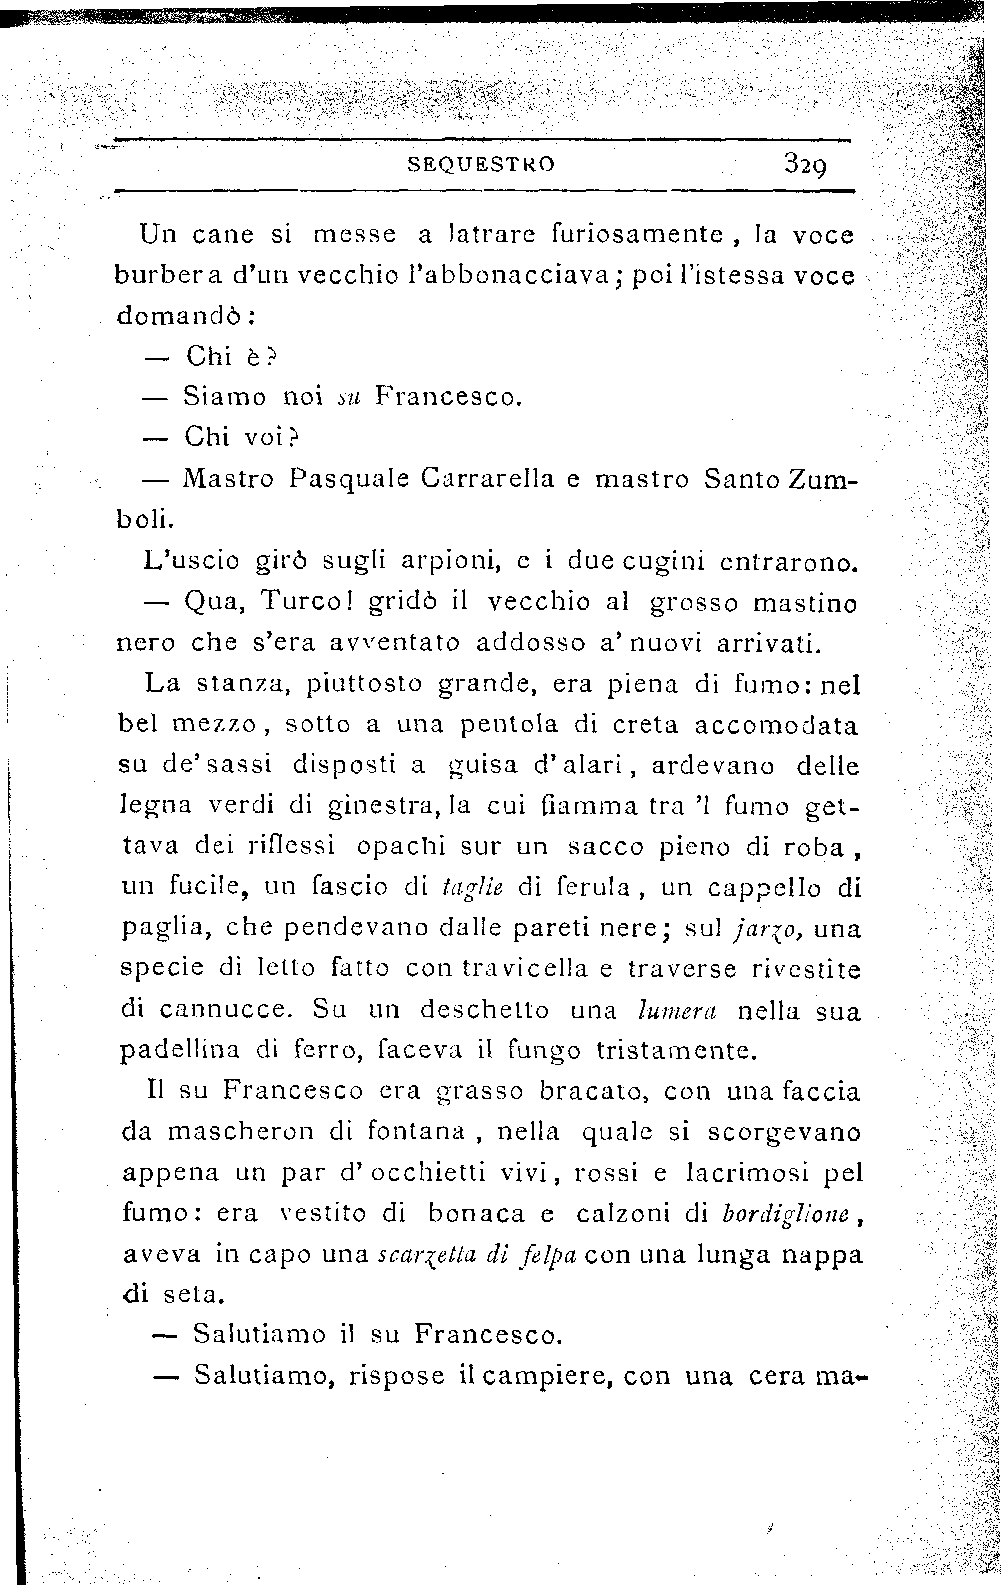 SEQUESTRO 329
Un cane si messe a latrare furiosamente , la voce
burbera d'un vecchio l'abbonacciava; poi l'istessa voce
domandò :
— Chi è?
— Siamo noi su Francesco.
— Chi voi?
— Mastro Pasquale Carrarella e mastro Santo Zum-
boli.
L'uscio girò sugli arpioni, e i due cugini entrarono.
— Qua, Turco! gridò il vecchio al grosso mastino
nero che s'era avventato addosso a' nuovi arrivati.
La stanza, piuttosto grande, era piena di fumo: nel
bel mezzo , sotto a una pentola di creta accomodata
su de' sassi disposti a guisa d' alari , ardevano delle
legna verdi di ginestra, la cui fiamma tra 'l fumo get-
tava dei riflessi opachi sur un sacco pieno di roba ,
un fucile, un fascio di taglie di ferula , un cappello di
paglia, che pendevano dalle pareti nere; sul jarzo, una
specie di letto fatto con travicella e traverse rivestite
di cannucce. Su un deschetto una lumera nella sua
padellina di ferro, faceva il fungo tristamente.
Il su Francesco era grasso bracato, con una faccia
da mascheron di fontana , nella quale si scorgevano
appena un par d' occhietti vivi , rossi e lacrimosi pel
fumo: era vestito di bonaca e calzoni di bordiglione ,
aveva in capo una scarzetta di felpa con una lunga nappa
di seta.
— Salutiamo il su Francesco.
— Salutiamo, rispose il campiere, con una cera ma-